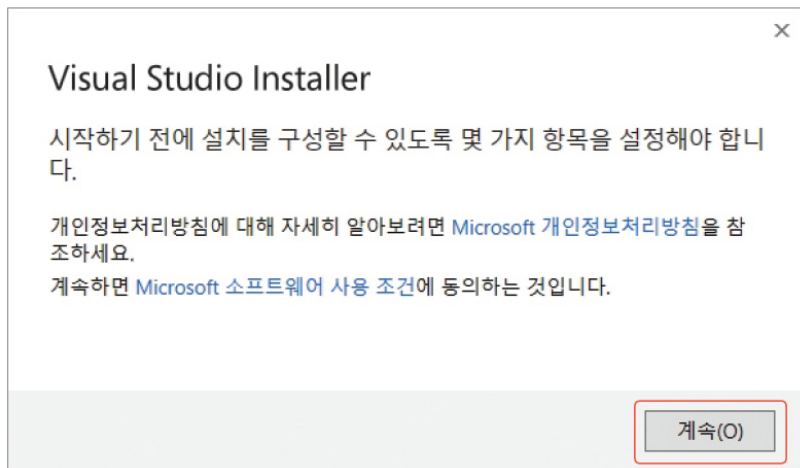 Visual Studio Installer
시작하기 전에 설치를 구성할 수 있도록 몇 가지 항목을 설정해야 합니
다.
개인정보처리방침에 대해 자세히 알아보려면 Microsoft 개인정보처리방침을 참
조하세요.
계속하면 Microsoft 소프트웨어 사용 조건에 동의하는 것입니다.
계속(O)